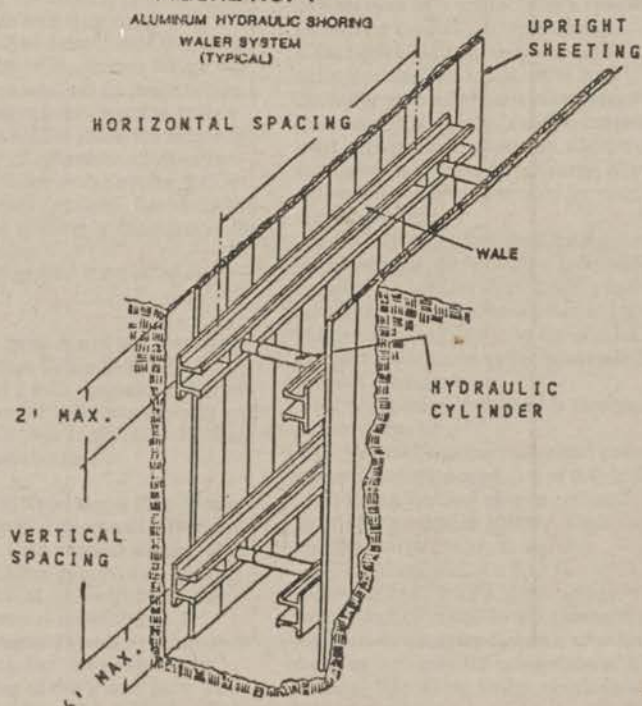 ALUMINUM HYDRAULIC SHORING
WALER SYSTEM
(TYPICAL)
UPRIGHT
SHEETING
HORIZONTAL SPACING
WALE
HYDRAULIC
CYLINDER
2' MAX.
VERTICAL
SPACING
' MAX.